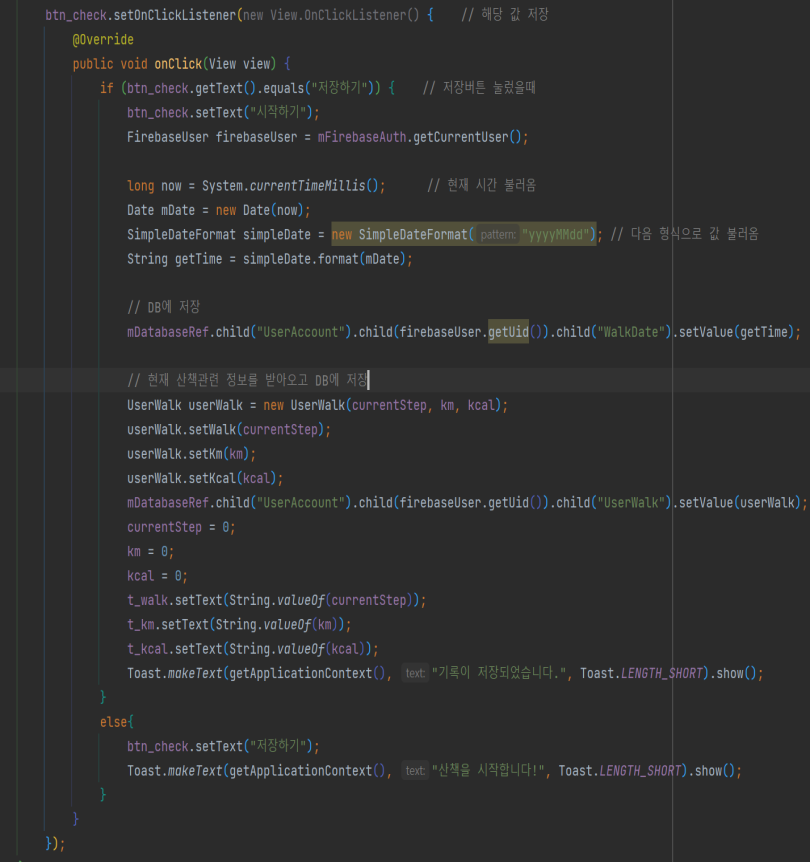 btn_check.setOnClickListener(new View.OnClickListener() {    // 해당 값 저장
@Override
public void onClick(View view) {
if (btn_check.getText().equals("저장하기")) {    // 저장버튼 눌렀을때
btn_check.setText("시작하기");
FirebaseUser firebaseUser = mFirebaseAuth.getCurrentUser();
long now = System.currentTimeMillis();      // 현재 시간 불러옴
Date mDate = new Date(now);
SimpleDateFormat simpleDate = new SimpleDateFormat( pattern: "yyyyMMdd"); // 다음 형식으로 값 불러옴
String getTime = simpleDate.format(mDate);
// DB에 저장
mDatabaseRef.child("UserAccount").child(firebaseUser.getUid()).child("WalkDate").setValue(getTime);
// 현재 산책관련 정보를 받아오고 DB에 저장
UserWalk userWalk = new UserWalk(currentStep, km, kcal);
userWalk.setWalk(currentStep);
userWalk.setKm(km);
userWalk.setKcal(kcal);
mDatabaseRef.child("UserAccount").child(firebaseUser.getUid()).child("UserWalk").setValue(userWalk);
currentStep = 0;
km = 0;
kcal = 0;
t_walk.setText(String.valueOf(currentStep));
t_km.setText(String.valueOf(km));
t_kcal.setText(String.valueOf(kcal));
Toast.makeText(getApplicationContext(), text: "기록이 저장되었습니다.", Toast.LENGTH_SHORT).show();
}
else{
btn_check.setText("저장하기");
Toast.makeText(getApplicationContext(), text: "산책을 시작합니다!", Toast.LENGTH_SHORT).show();
}
}
});